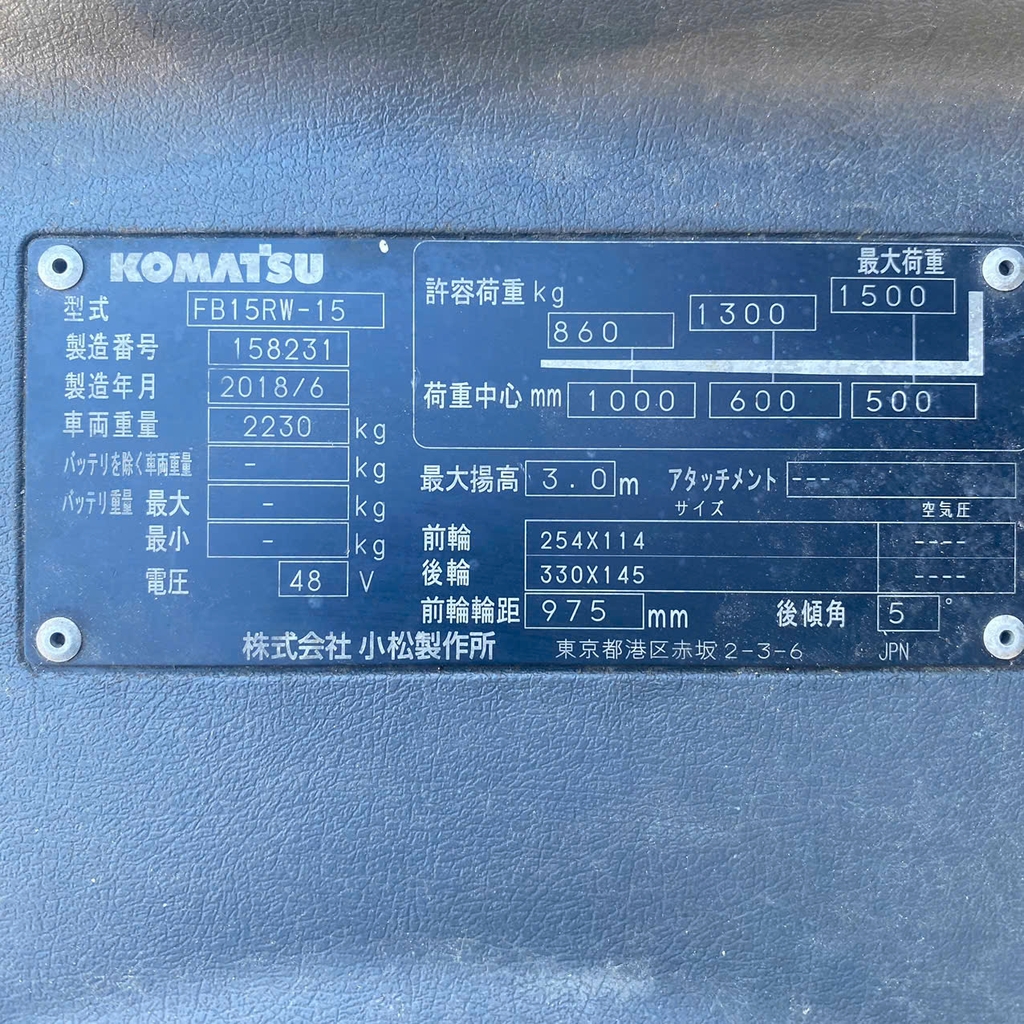 KOMATSU
型式 FB15RW-15
製造番号 158231
製造年月 2018/6
車両重量 2230 kg
バッテリを除く車両重量 - kg
バッテリ重量 最大 - kg
最小 - kg
電圧 48 V
最大荷重
許容荷重 kg 860 1300 1500
荷重中心 mm 1000 600 500
最大揚高 3.0 m アタッチメント ---
サイズ 空気圧
前輪 254X114 ----
後輪 330X145 ----
前輪輪距 975 mm 後傾角 5 °
株式会社 小松製作所 東京都港区赤坂 2-3-6 JPN